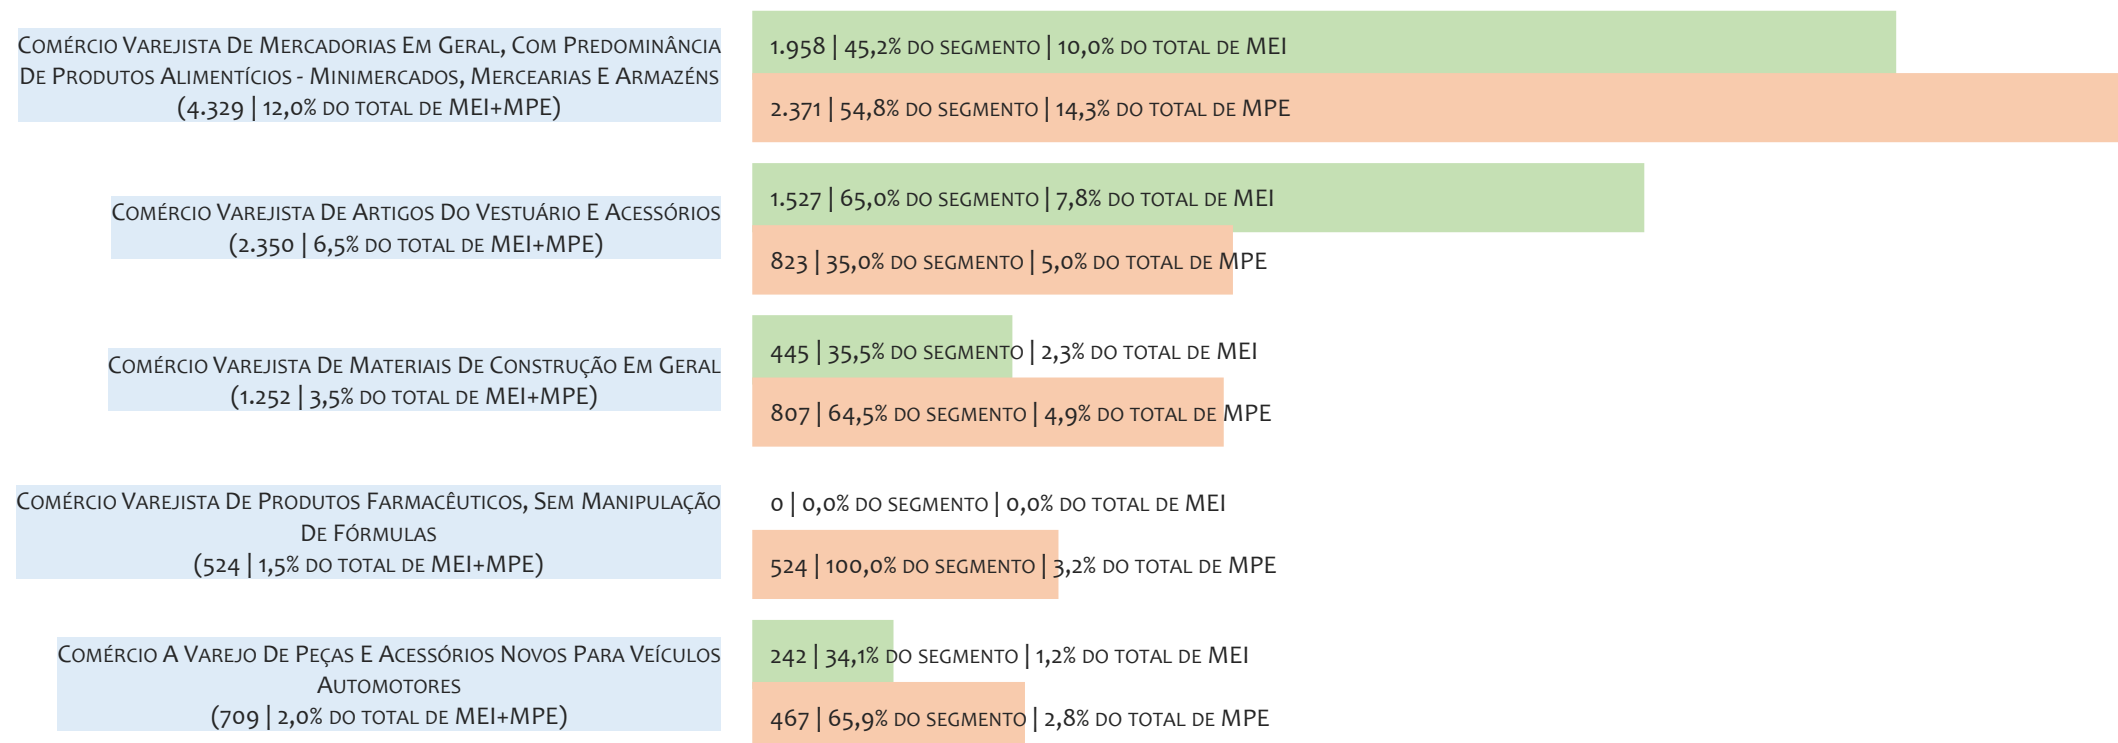 Comércio Varejista De Mercadorias Em Geral, Com Predominância
De Produtos Alimentícios - Minimercados, Mercearias E Armazéns
(4.329 | 12,0% do total de MEI+MPE)
1.958 | 45,2% do segmento | 10,0% do total de MEI
2.371 | 54,8% do segmento | 14,3% do total de MPE
Comércio Varejista De Artigos Do Vestuário E Acessórios
(2.350 | 6,5% do total de MEI+MPE)
1.527 | 65,0% do segmento | 7,8% do total de MEI
823 | 35,0% do segmento | 5,0% do total de MPE
Comércio Varejista De Materiais De Construção Em Geral
(1.252 | 3,5% do total de MEI+MPE)
445 | 35,5% do segmento | 2,3% do total de MEI
807 | 64,5% do segmento | 4,9% do total de MPE
Comércio Varejista De Produtos Farmacêuticos, Sem Manipulação
De Fórmulas
(524 | 1,5% do total de MEI+MPE)
0 | 0,0% do segmento | 0,0% do total de MEI
524 | 100,0% do segmento | 3,2% do total de MPE
Comércio A Varejo De Peças E Acessórios Novos Para Veículos
Automotores
(709 | 2,0% do total de MEI+MPE)
242 | 34,1% do segmento | 1,2% do total de MEI
467 | 65,9% do segmento | 2,8% do total de MPE